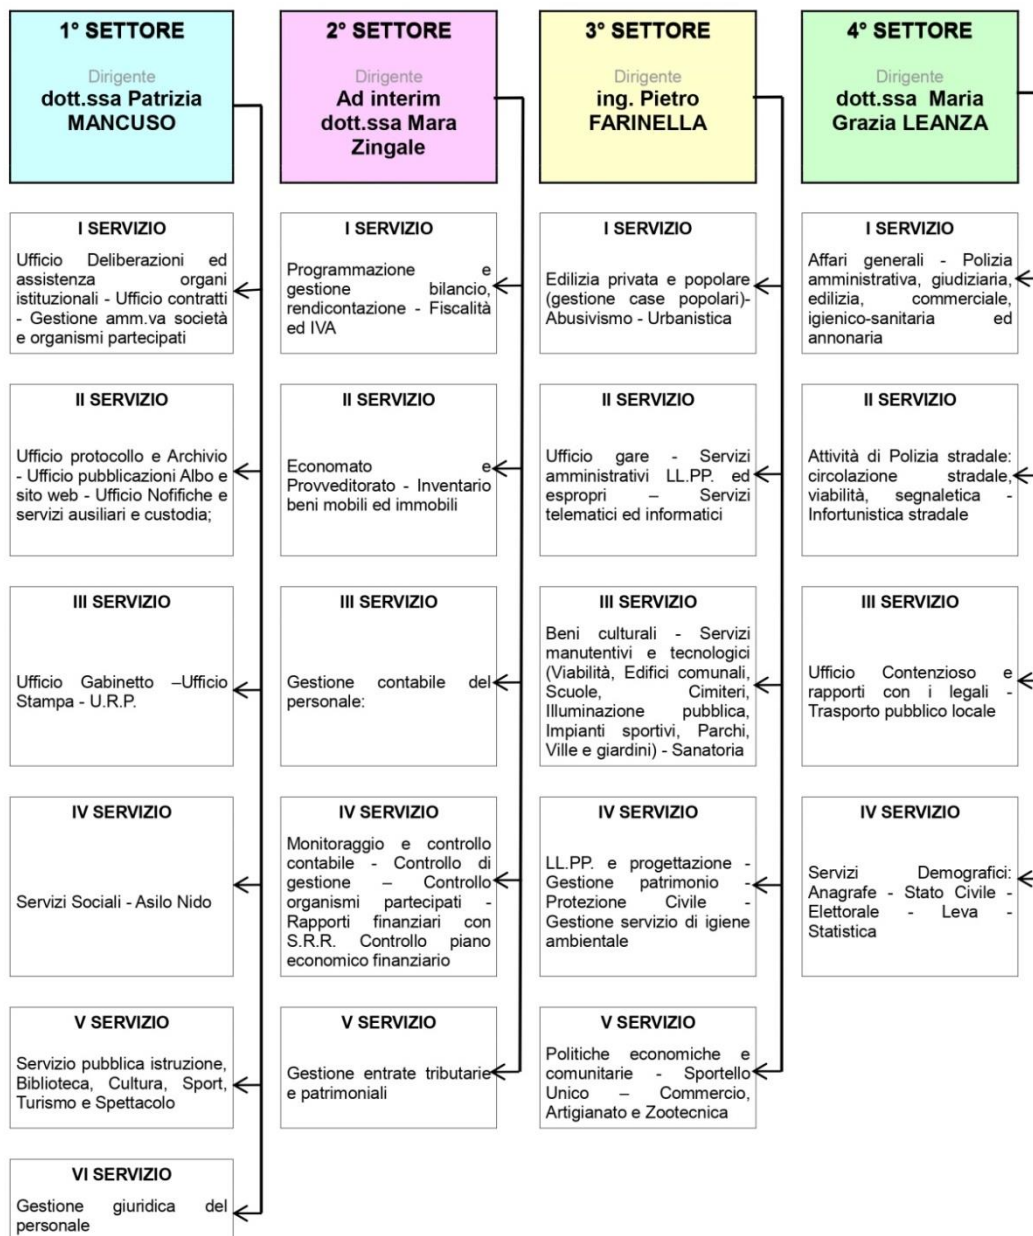 1° SETTORE
Dirigente
dott.ssa Patrizia
MANCUSO
I SERVIZIO
Ufficio Deliberazioni ed
assistenza organi
istituzionali - Ufficio contratti
- Gestione amm.va società
e organismi partecipati
II SERVIZIO
Ufficio protocollo e Archivio
- Ufficio pubblicazioni Albo e
sito web - Ufficio Nofifiche e
servizi ausiliari e custodia;
III SERVIZIO
Ufficio Gabinetto –Ufficio
Stampa - U.R.P.
IV SERVIZIO
Servizi Sociali - Asilo Nido
V SERVIZIO
Servizio pubblica istruzione,
Biblioteca, Cultura, Sport,
Turismo e Spettacolo
VI SERVIZIO
Gestione giuridica del
personale
2° SETTORE
Dirigente
Ad interim
dott.ssa Mara
Zingale
I SERVIZIO
Programmazione e
gestione bilancio,
rendicontazione - Fiscalità
ed IVA
II SERVIZIO
Economato e
Provveditorato - Inventario
beni mobili ed immobili
III SERVIZIO
Gestione contabile del
personale:
IV SERVIZIO
Monitoraggio e controllo
contabile - Controllo di
gestione – Controllo
organismi partecipati -
Rapporti finanziari con
S.R.R. Controllo piano
economico finanziario
V SERVIZIO
Gestione entrate tributarie
e patrimoniali
3° SETTORE
Dirigente
ing. Pietro
FARINELLA
I SERVIZIO
Edilizia privata e popolare
(gestione case popolari)-
Abusivismo - Urbanistica
II SERVIZIO
Ufficio gare - Servizi
amministrativi LL.PP. ed
espropri – Servizi
telematici ed informatici
III SERVIZIO
Beni culturali - Servizi
manutentivi e tecnologici
(Viabilità, Edifici comunali,
Scuole, Cimiteri,
Illuminazione pubblica,
Impianti sportivi, Parchi,
Ville e giardini) - Sanatoria
IV SERVIZIO
LL.PP. e progettazione -
Gestione patrimonio -
Protezione Civile -
Gestione servizio di igiene
ambientale
V SERVIZIO
Politiche economiche e
comunitarie - Sportello
Unico – Commercio,
Artigianato e Zootecnica
4° SETTORE
Dirigente
dott.ssa Maria
Grazia LEANZA
I SERVIZIO
Affari generali - Polizia
amministrativa, giudiziaria,
edilizia, commerciale,
igienico-sanitaria ed
annonaria
II SERVIZIO
Attività di Polizia stradale:
circolazione stradale,
viabilità, segnaletica -
Infortunistica stradale
III SERVIZIO
Ufficio Contenzioso e
rapporti con i legali -
Trasporto pubblico locale
IV SERVIZIO
Servizi Demografici:
Anagrafe - Stato Civile -
Elettorale - Leva -
Statistica